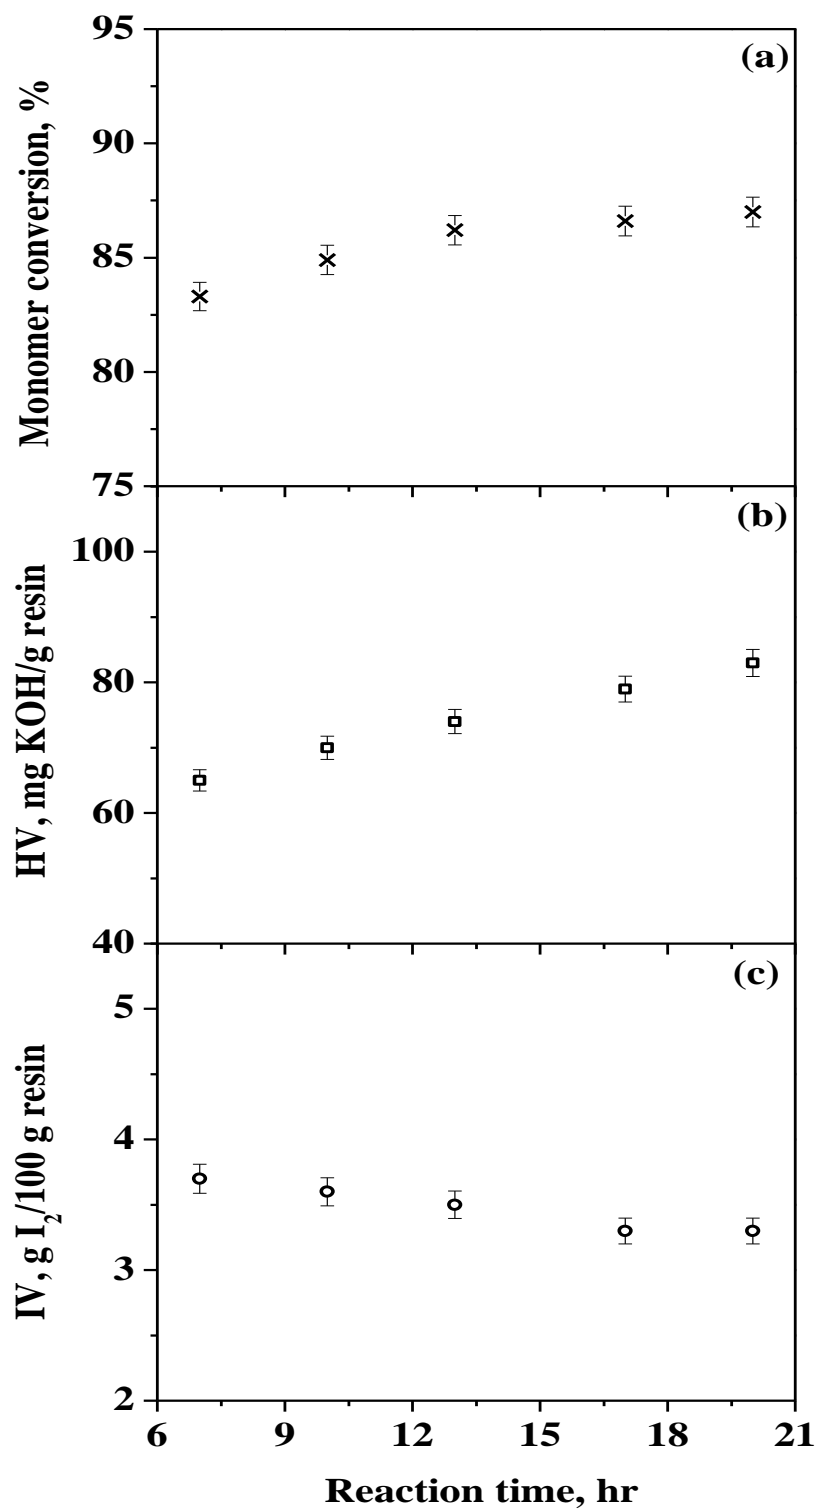 95
(a)
90
85
80
75
Monomer conversion, %
(b)
100
80
60
40
HV, mg KOH/g resin
(c)
5
4
3
2
IV, g I₂/100 g resin
6 9 12 15 18 21
Reaction time, hr